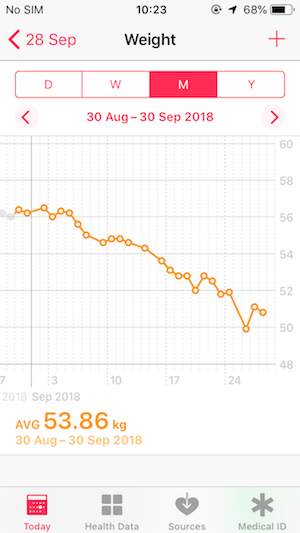 No SIM 10:23 68%
28 Sep Weight
D W M Y
30 Aug – 30 Sep 2018
60
58
56
54
52
50
48
7 3 10 17 24
2018 Sep 2018
AVG 53.86 kg
30 Aug – 30 Sep 2018
Today Health Data Sources Medical ID